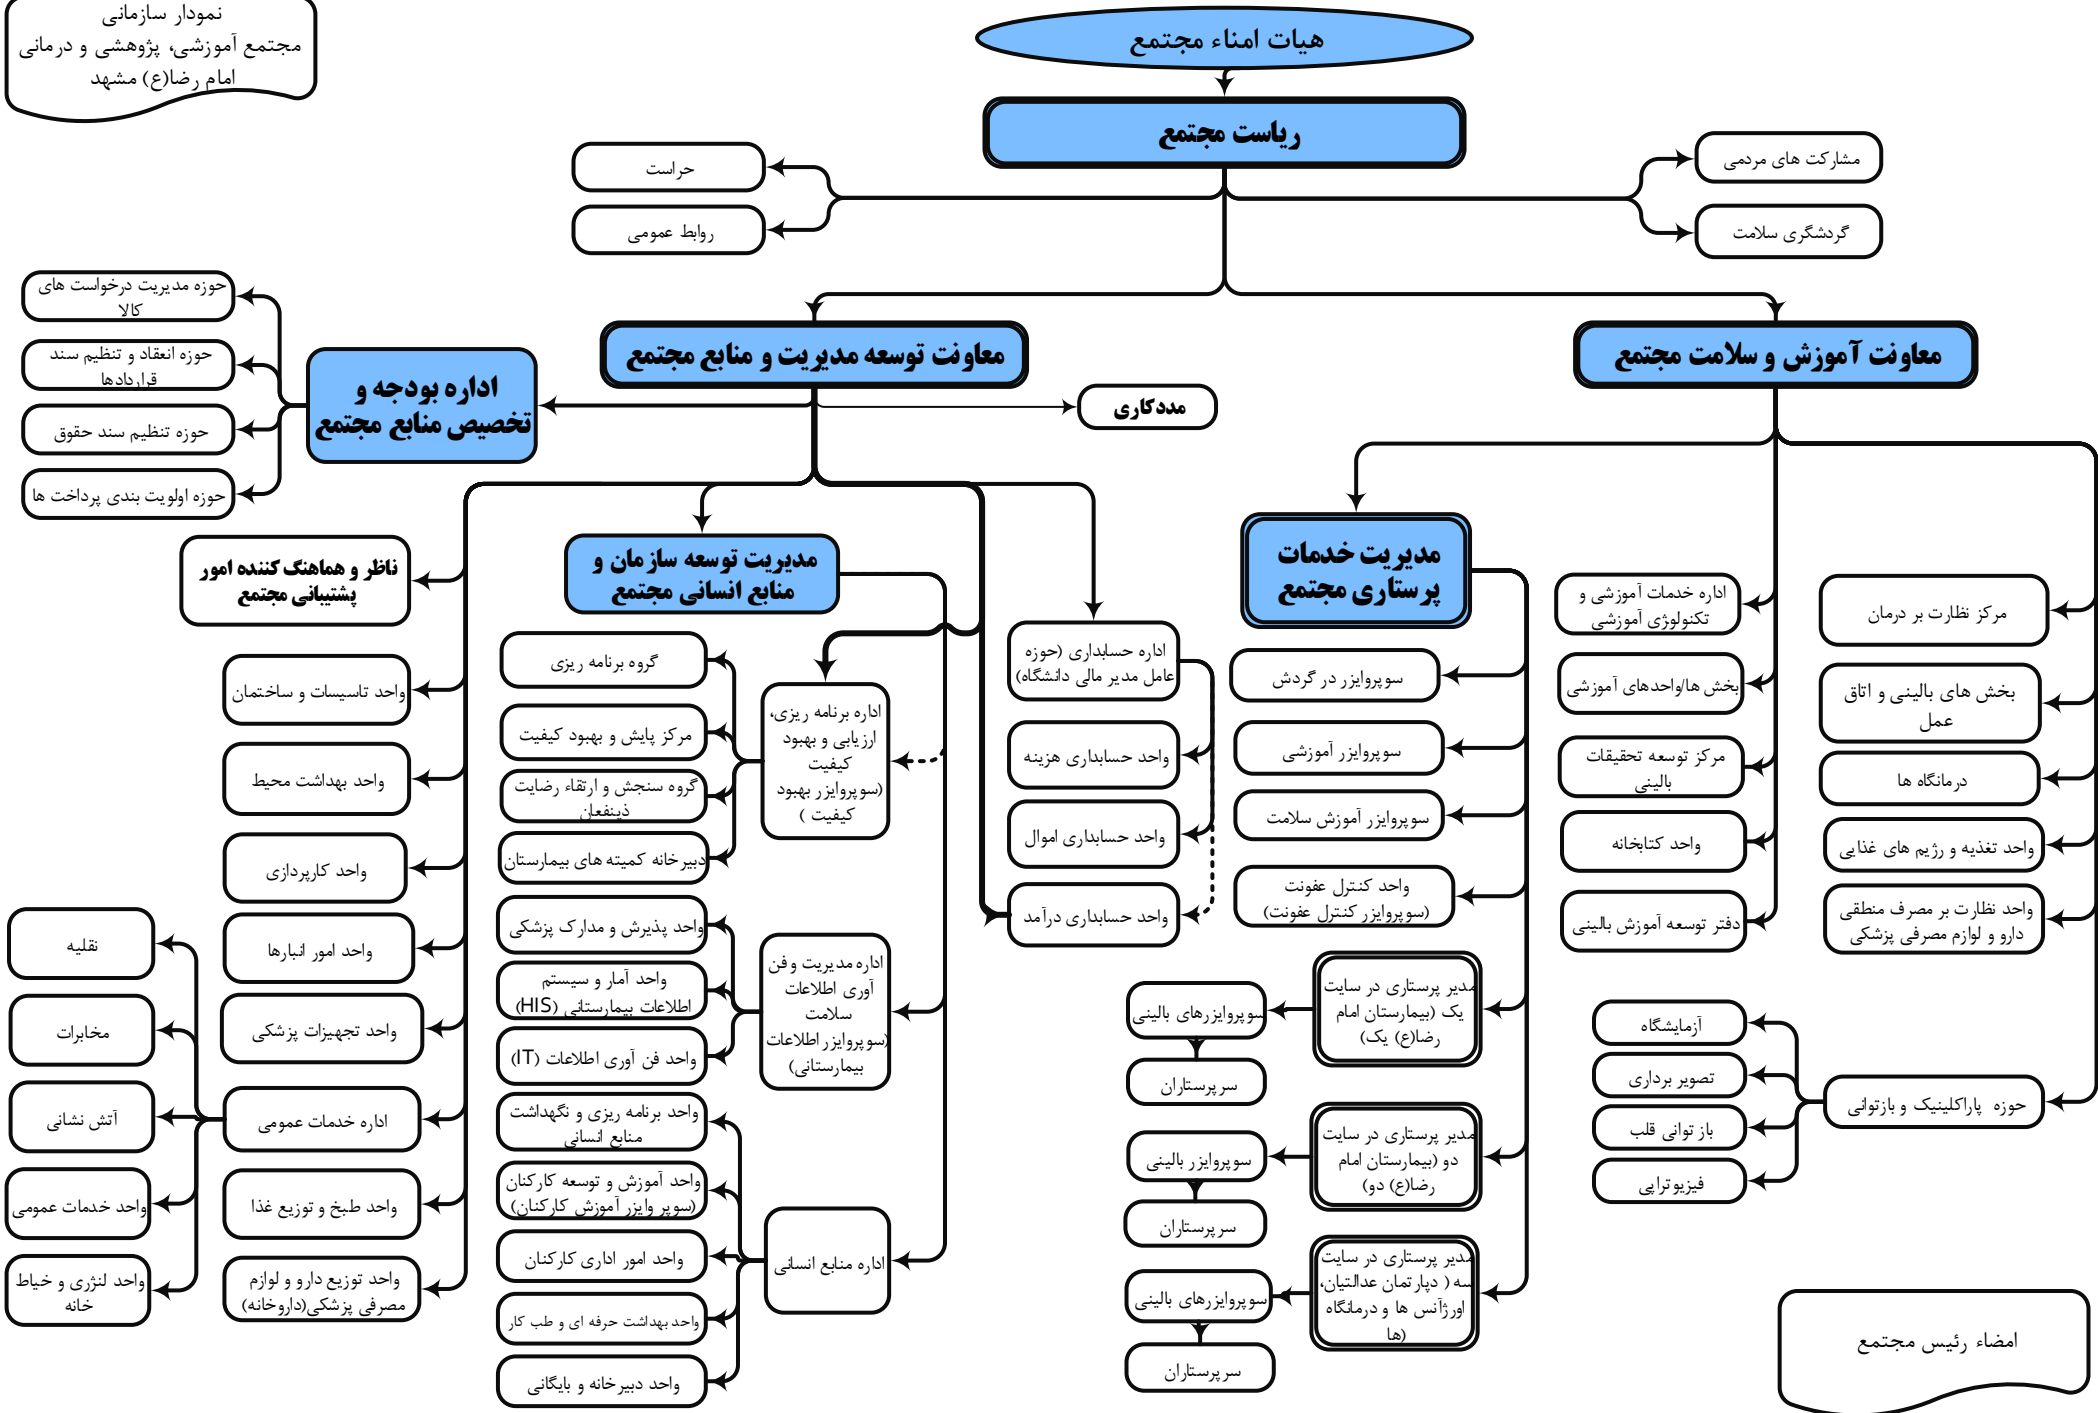 نمودار سازمانی
مجتمع آموزشی، پژوهشی و درمانی
امام رضا(ع) مشهد
هیات امناء مجتمع
ریاست مجتمع
مشارکت های مردمی
گردشگری سلامت
حراست
روابط عمومی
معاونت آموزش و سلامت مجتمع
معاونت توسعه مدیریت و منابع مجتمع
مددکاری
اداره بودجه و
تخصیص منابع مجتمع
حوزه مدیریت درخواست های
کالا
حوزه انعقاد و تنظیم سند
قراردادها
حوزه تنظیم سند حقوق
حوزه اولویت بندی پرداخت ها
مرکز نظارت بر درمان
بخش های بالینی و اتاق
عمل
درمانگاه ها
واحد تغذیه و رژیم های غذایی
واحد نظارت بر مصرف منطقی
دارو و لوازم مصرفی پزشکی
حوزه پاراکلینیک و بازتوانی
آزمایشگاه
تصویر برداری
باز توانی قلب
فیزیوتراپی
اداره خدمات آموزشی و
تکنولوژی آموزشی
بخش ها/واحدهای آموزشی
مرکز توسعه تحقیقات
بالینی
واحد کتابخانه
دفتر توسعه آموزش بالینی
مدیریت خدمات
پرستاری مجتمع
سوپروایزر در گردش
سوپروایزر آموزشی
سوپروایزر آموزش سلامت
واحد کنترل عفونت
(سوپروایزر کنترل عفونت)
مدیر پرستاری در سایت
یک (بیمارستان امام
رضا(ع) یک)
سوپروایزرهای بالینی
سرپرستاران
مدیر پرستاری در سایت
دو (بیمارستان امام
رضا(ع) دو)
سوپروایزر بالینی
سرپرستاران
مدیر پرستاری در سایت
سه ( دپارتمان عدالتیان،
اورژآنس ها و درمانگاه
ها)
سوپروایزرهای بالینی
سرپرستاران
اداره حسابداری (حوزه
عامل مدیر مالی دانشگاه)
واحد حسابداری هزینه
واحد حسابداری اموال
واحد حسابداری درآمد
مدیریت توسعه سازمان و
منابع انسانی مجتمع
اداره برنامه ریزی،
ارزیابی و بهبود
کیفیت
(سوپروایزر بهبود
کیفیت )
گروه برنامه ریزی
مرکز پایش و بهبود کیفیت
گروه سنجش و ارتقاء رضایت
ذینفعان
دبیرخانه کمیته های بیمارستان
اداره مدیریت و فن
آوری اطلاعات
سلامت
(سوپروایزر اطلاعات
بیمارستانی)
واحد پذیرش و مدارک پزشکی
واحد آمار و سیستم
اطلاعات بیمارستانی (HIS)
واحد فن آوری اطلاعات (IT)
اداره منابع انسانی
واحد برنامه ریزی و نگهداشت
منابع انسانی
واحد آموزش و توسعه کارکنان
(سوپر وایزر آموزش کارکنان)
واحد امور اداری کارکنان
واحد بهداشت حرفه ای و طب کار
واحد دبیرخانه و بایگانی
ناظر و هماهنگ کننده امور
پشتیبانی مجتمع
واحد تاسیسات و ساختمان
واحد بهداشت محیط
واحد کارپردازی
واحد امور انبارها
واحد تجهیزات پزشکی
اداره خدمات عمومی
واحد طبخ و توزیع غذا
واحد توزیع دارو و لوازم
مصرفی پزشکی(داروخانه)
نقلیه
مخابرات
آتش نشانی
واحد خدمات عمومی
واحد لنژری و خیاط
خانه
امضاء رئیس مجتمع